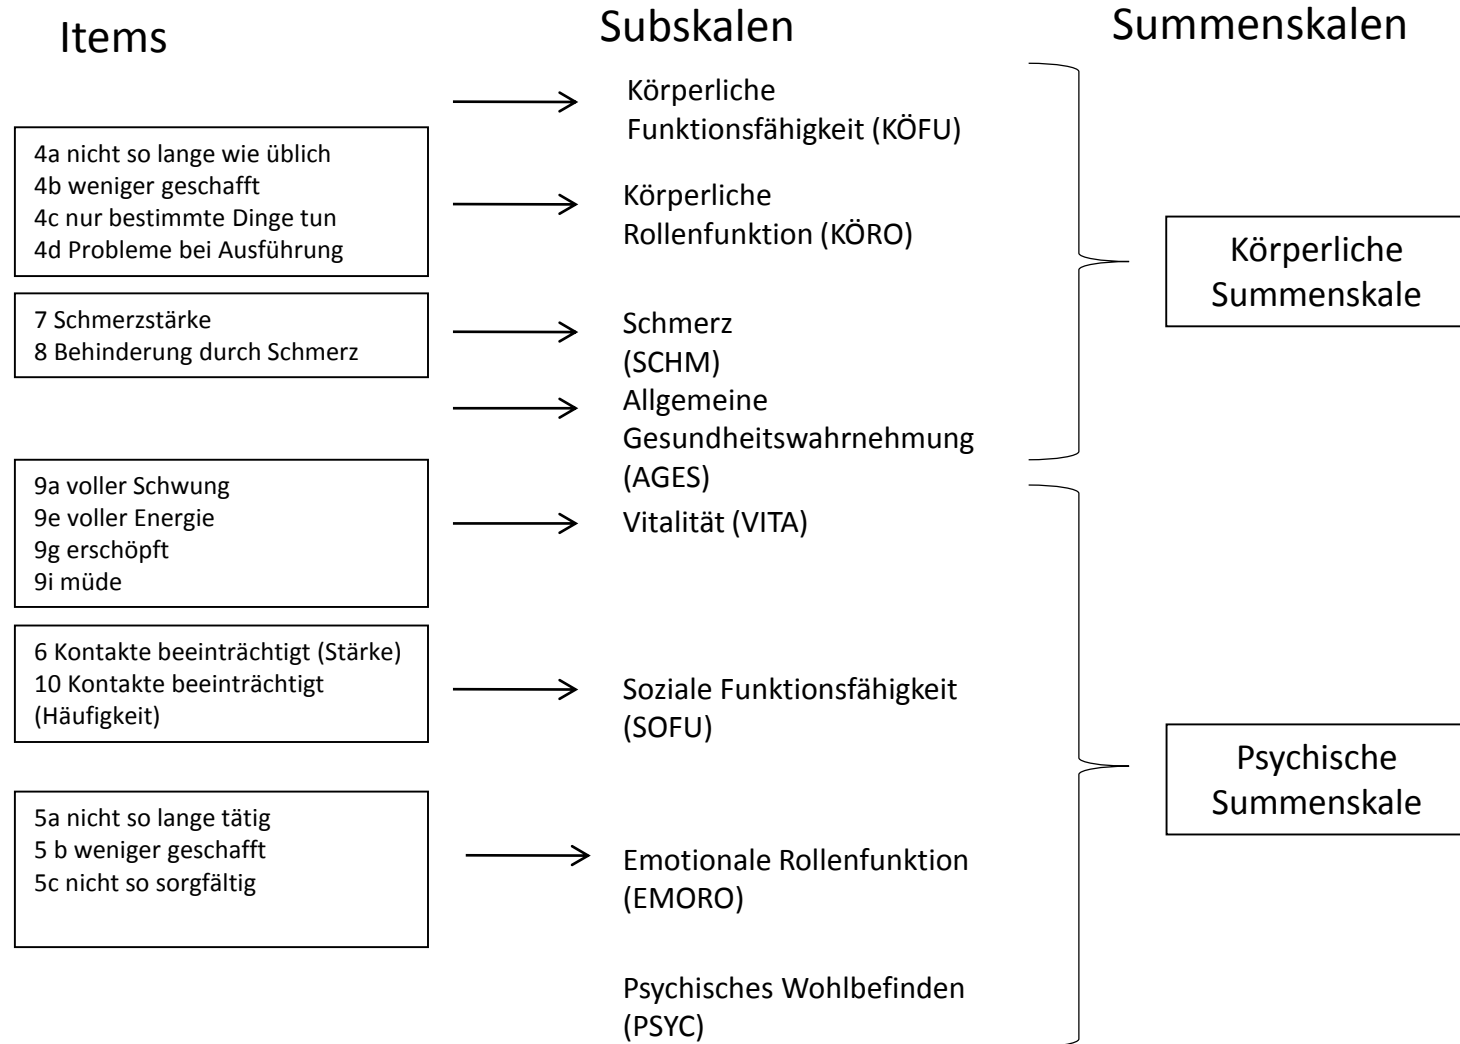 Items
Subskalen
Summenskalen
Körperliche
Funktionsfähigkeit (KÖFU)
4a nicht so lange wie üblich
4b weniger geschafft
4c nur bestimmte Dinge tun
4d Probleme bei Ausführung
Körperliche
Rollenfunktion (KÖRO)
Körperliche
Summenskale
7 Schmerzstärke
8 Behinderung durch Schmerz
Schmerz
(SCHM)
Allgemeine
Gesundheitswahrnehmung
(AGES)
9a voller Schwung
9e voller Energie
9g erschöpft
9i müde
Vitalität (VITA)
6 Kontakte beeinträchtigt (Stärke)
10 Kontakte beeinträchtigt
(Häufigkeit)
Soziale Funktionsfähigkeit
(SOFU)
Psychische
Summenskale
5a nicht so lange tätig
5 b weniger geschafft
5c nicht so sorgfältig
Emotionale Rollenfunktion
(EMORO)
Psychisches Wohlbefinden
(PSYC)